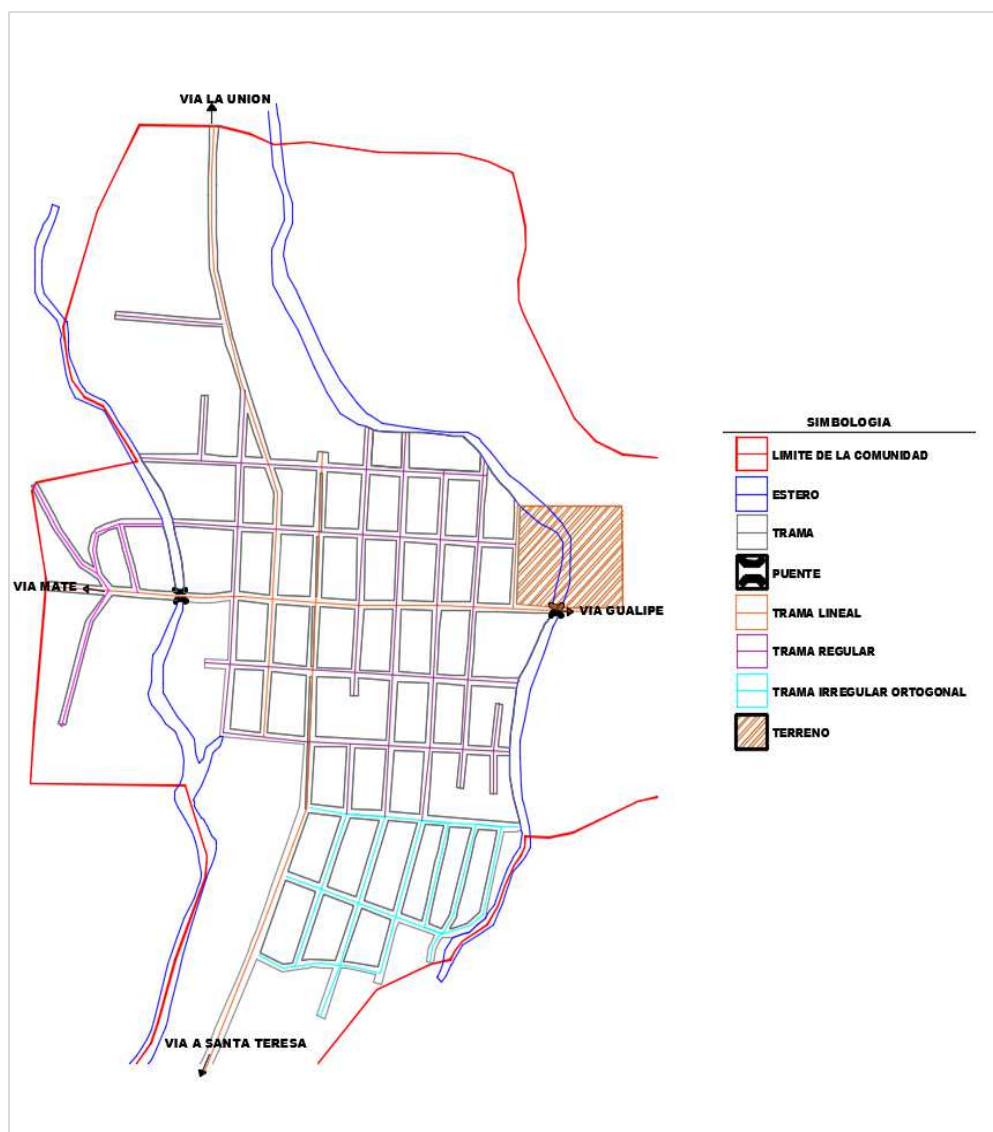 VIA LA UNION
VIA MATE
VIA GUALIPE
VIA A SANTA TERESA
SIMBOLOGIA
LIMITE DE LA COMUNIDAD
ESTERO
TRAMA
PUENTE
TRAMA LINEAL
TRAMA REGULAR
TRAMA IRREGULAR ORTOGONAL
TERRENO